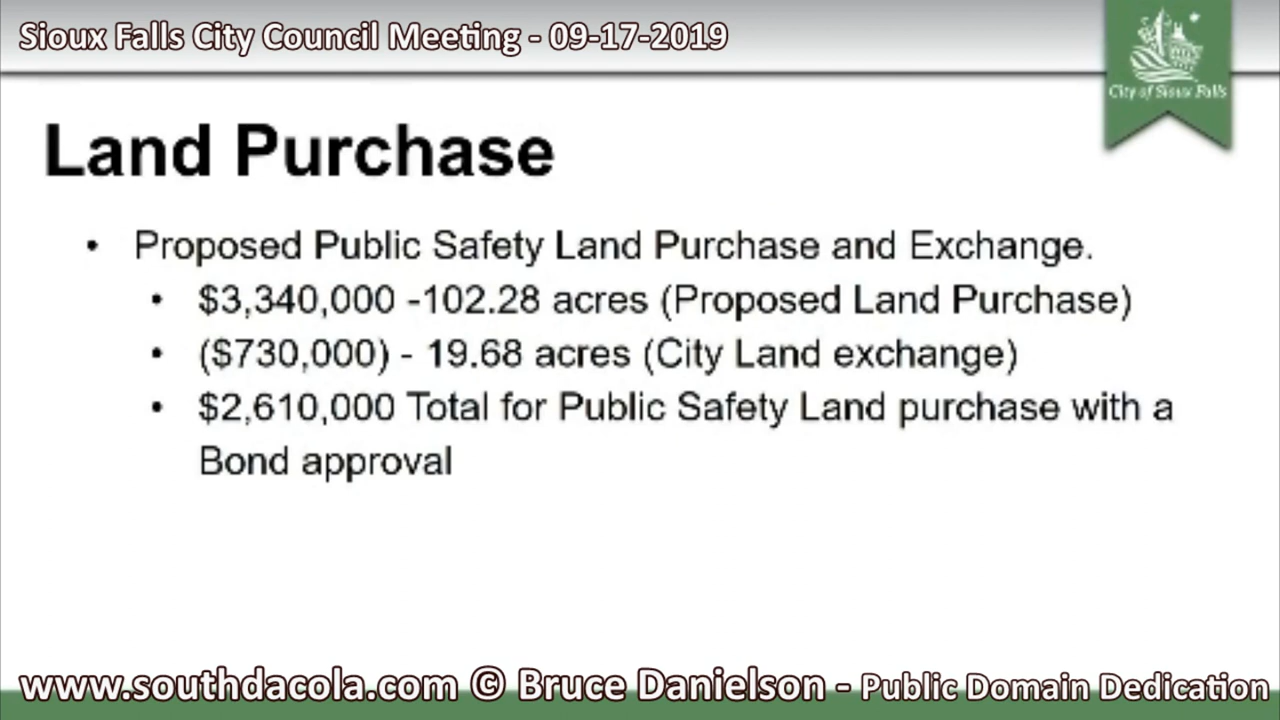 Sioux Falls City Council Meeting - 09-17-2019
City of Sioux Falls
Land Purchase
• Proposed Public Safety Land Purchase and Exchange.
• $3,340,000 -102.28 acres (Proposed Land Purchase)
• ($730,000) - 19.68 acres (City Land exchange)
• $2,610,000 Total for Public Safety Land purchase with a
Bond approval
www.southdacola.com © Bruce Danielson - Public Domain Dedication